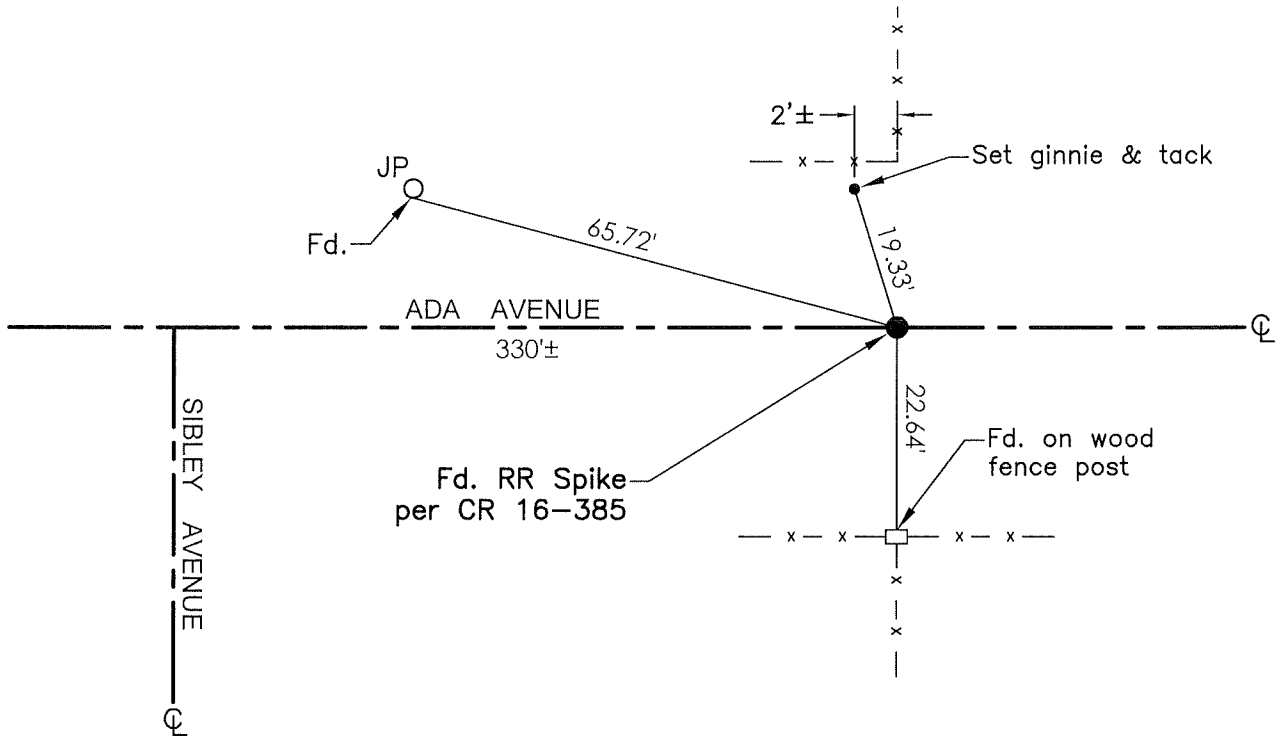 2'±
Set ginnie & tack
JP
Fd.
65.72'
19.33'
ADA AVENUE
330'±
℄
SIBLEY AVENUE
22.64'
Fd. on wood
fence post
Fd. RR Spike
per CR 16-385
℄